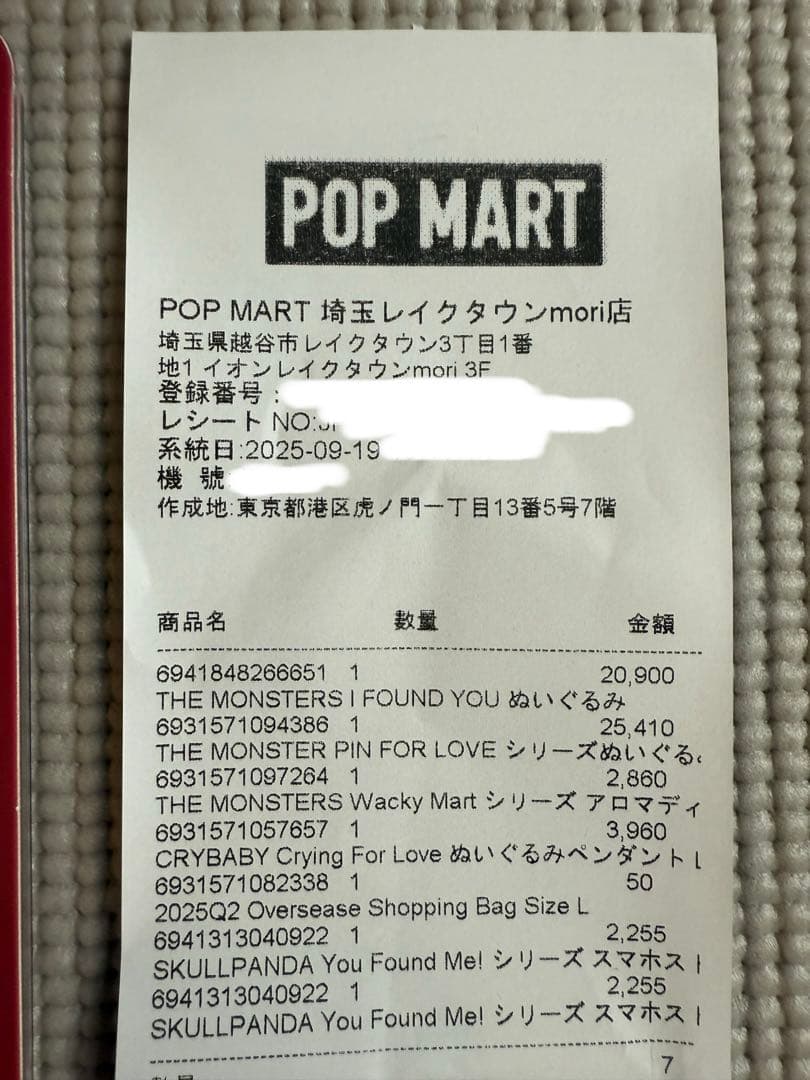 POP MART
POP MART 埼玉レイクタウンmori店
埼玉県越谷市レイクタウン3丁目1番
地1 イオンレイクタウンmori 3F
登録番号:
レシート NO:
系統日:2025-09-19
機 號
作成地:東京都港区虎ノ門一丁目13番5号7階
商品名 数量 金額
6941848266651 1 20,900
THE MONSTERS I FOUND YOU ぬいぐるみ
6931571094386 1 25,410
THE MONSTER PIN FOR LOVE シリーズぬいぐる
6931571097264 1 2,860
THE MONSTERS Wacky Mart シリーズ アロマディ
6931571057657 1 3,960
CRYBABY Crying For Love ぬいぐるみペンダント
6931571082338 1 50
2025Q2 Oversease Shopping Bag Size L
6941313040922 1 2,255
SKULLPANDA You Found Me! シリーズ スマホス
6941313040922 1 2,255
SKULLPANDA You Found Me! シリーズ スマホス
7